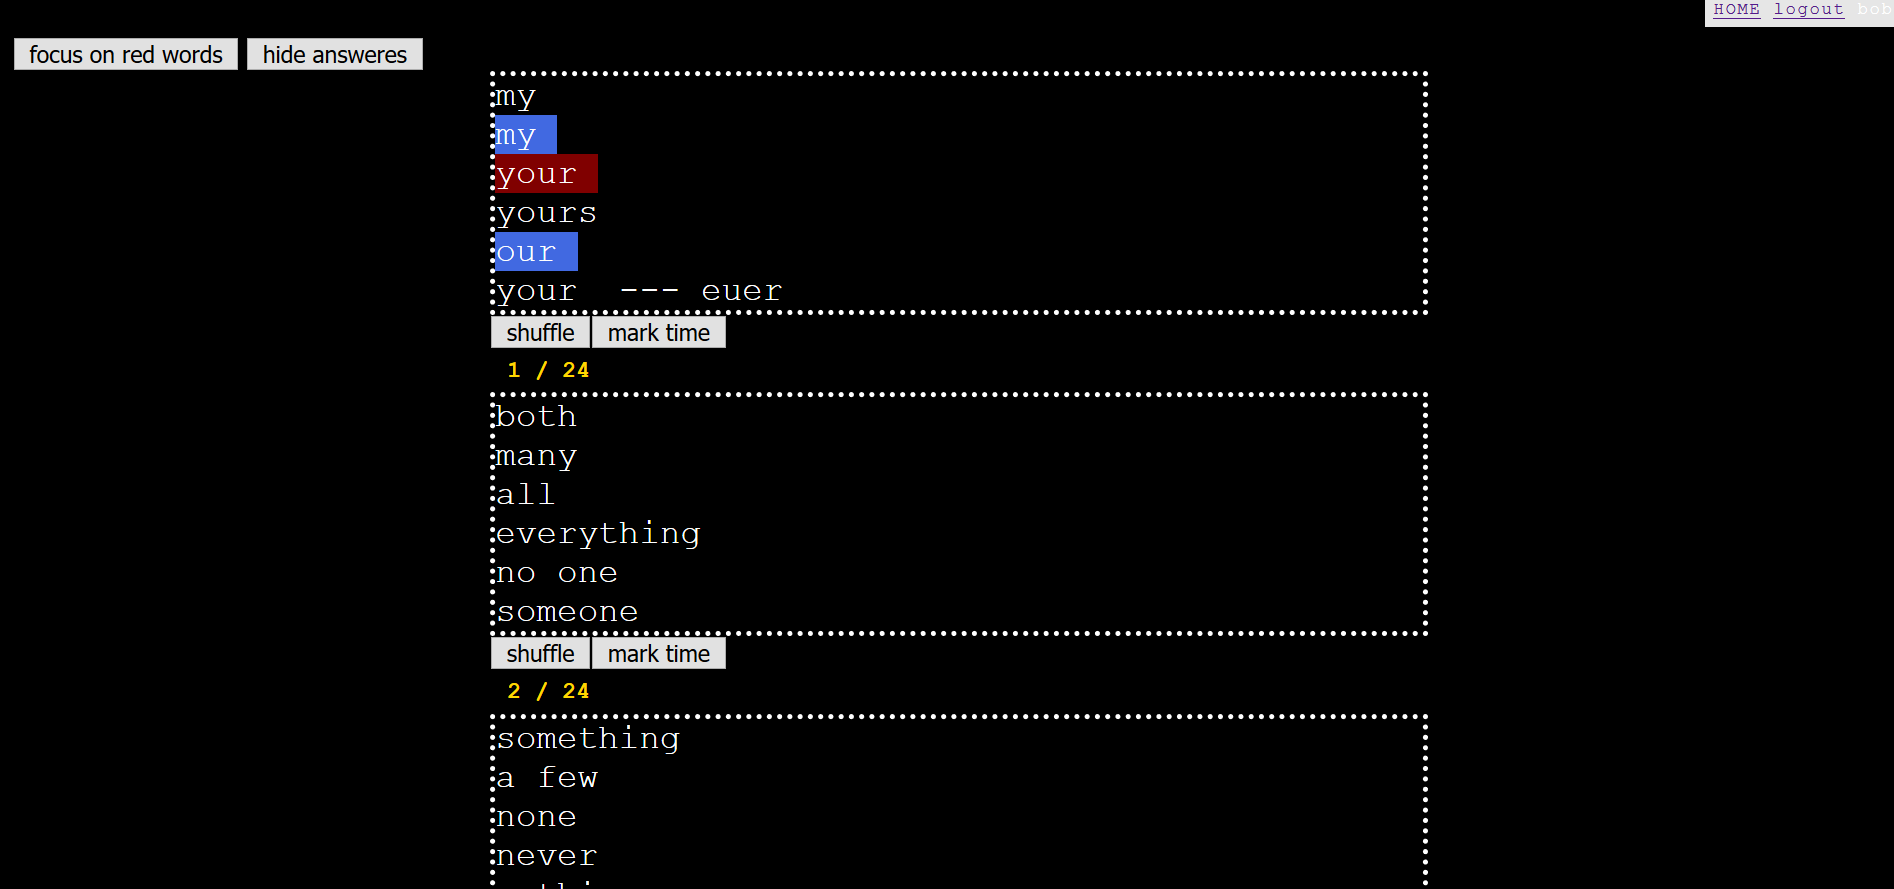 HOME logout bob
focus on red words hide answeres
my
my
your
yours
our
your --- euer
shuffle mark time
1 / 24
both
many
all
everything
no one
someone
shuffle mark time
2 / 24
something
a few
none
never